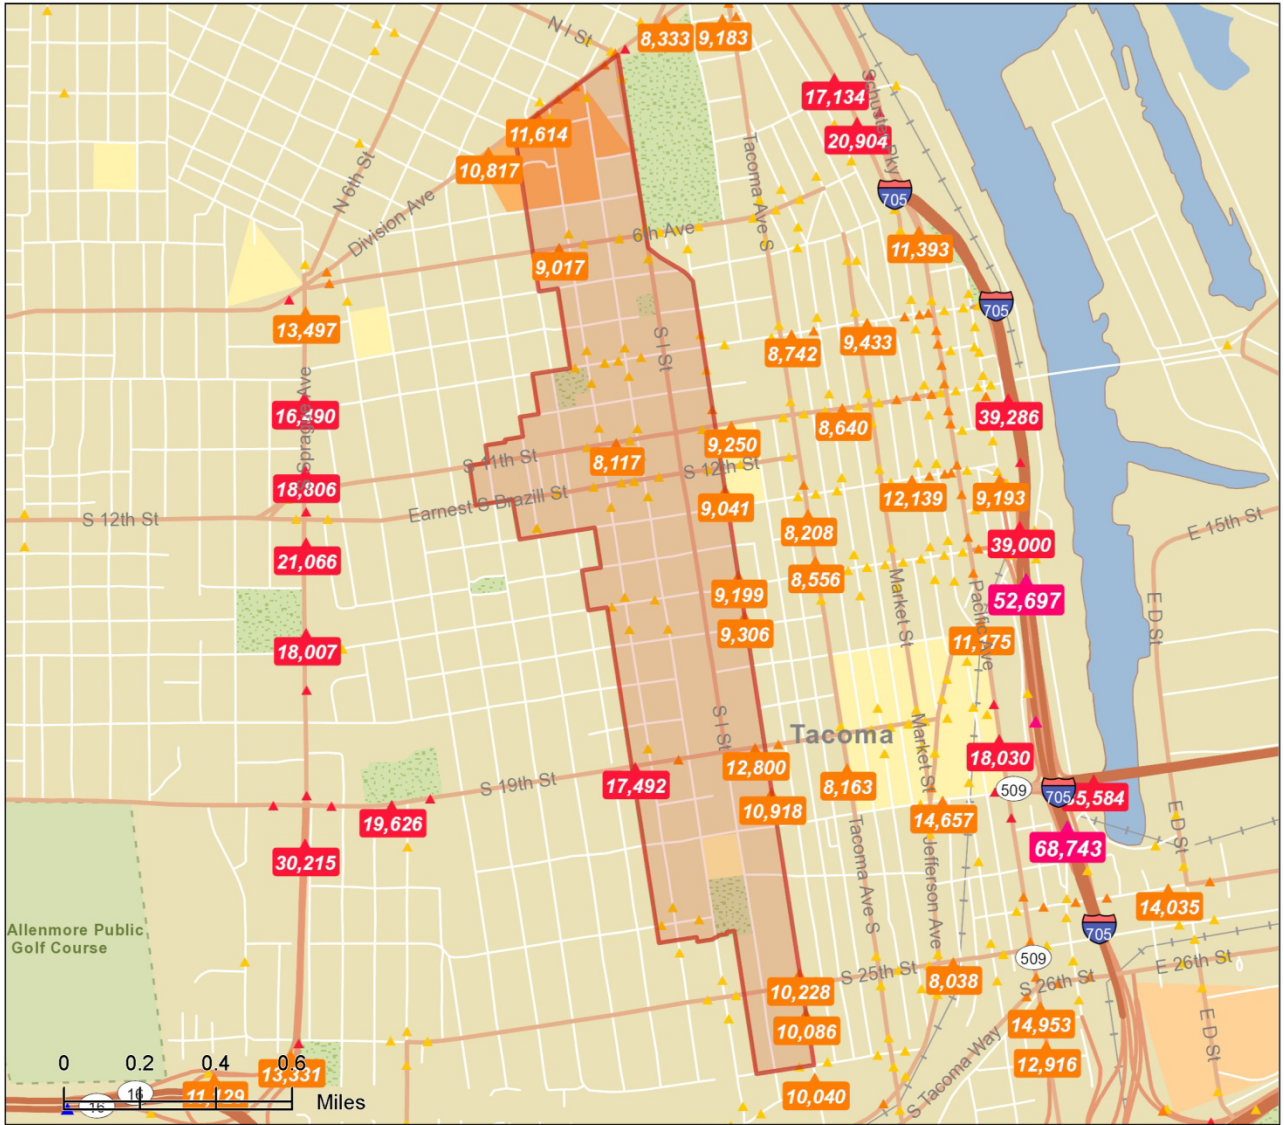 N I St
8,333
9,183
17,134
Schuster Pky
20,904
11,614
10,817
N 6th St
Tacoma Ave S
705
Division Ave
6th Ave
11,393
9,017
705
13,497
S I St
8,742
9,433
16,490
S Sprague Ave
39,286
8,640
9,250
S 11th St
8,117
S 12th St
18,806
12,139
9,193
Earnest S Brazill St
9,041
S 12th St
8,208
E 15th St
39,000
21,066
8,556
9,199
52,697
Market St
Pacific Ave
E D St
9,306
11,175
18,007
S I St
Tacoma
Market St
18,030
12,800
17,492
8,163
S 19th St
509
705
5,584
10,918
19,626
14,657
E D St
68,743
30,215
Tacoma Ave S
Jefferson Ave
14,035
Allenmore Public
Golf Course
705
509
S 25th St
8,038
E 26th St
S 26th St
10,228
E D St
10,086
14,953
S Tacoma Way
12,916
0 0.2 0.4 0.6
13,331
16
11,129
10,040
16
Miles